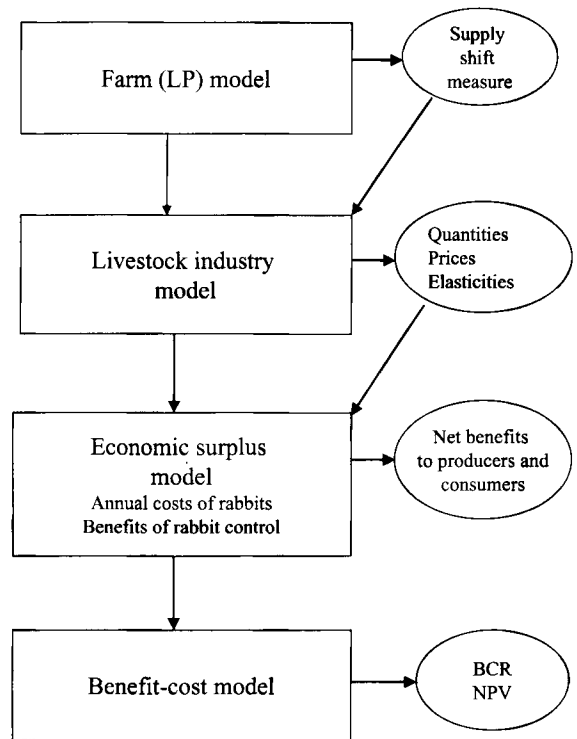 Farm (LP) model
Supply
shift
measure
Livestock industry
model
Quantities
Prices
Elasticities
Economic surplus
model
Annual costs of rabbits
Benefits of rabbit control
Net benefits
to producers and
consumers
Benefit-cost model
BCR
NPV